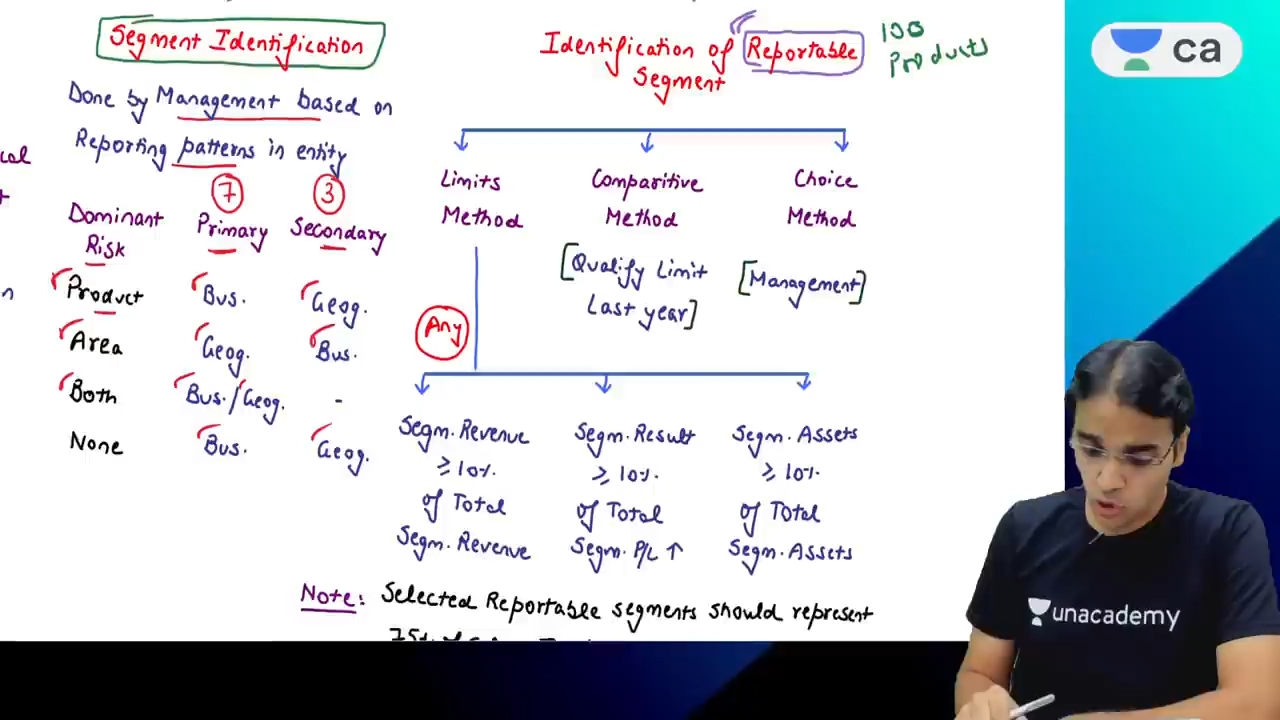 Segment Identification
Done by Management based on
Reporting patterns in entity
7 3
Dominant Primary Secondary
Risk
Product Bus. Geog.
Area Geog. Bus.
Both Bus./Geog. -
None Bus. Geog.
Identification of Reportable
Segment
100
Products
Limits Comparitive Choice
Method Method Method
[Qualify Limit [Management]
Last year]
Any
Segm. Revenue Segm. Result Segm. Assets
≥ 10% ≥ 10% ≥ 10%
of Total of Total of Total
Segm. Revenue Segm. P/L ↑ Segm. Assets
Note: Selected Reportable segments should represent
ca
unacademy